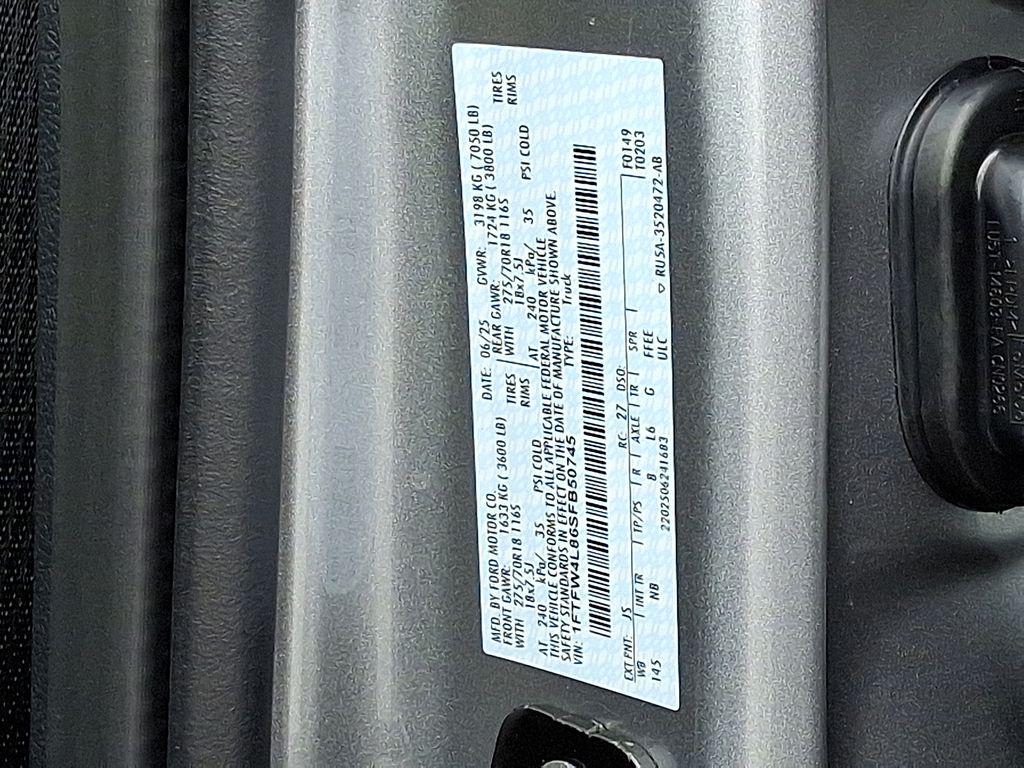 MFD. BY FORD MOTOR CO.
DATE: 06/25 GVWR: 3198 KG ( 7050 LB)
FRONT GAWR: 1633 KG ( 3600 LB) REAR GAWR: 1724 KG ( 3800 LB)
WITH 275/70R18 116S TIRES WITH 275/70R18 116S TIRES
18x7.5J RIMS 18x7.5J RIMS
AT 240 kPa/ 35 PSI COLD AT 240 kPa/ 35 PSI COLD
THIS VEHICLE CONFORMS TO ALL APPLICABLE FEDERAL MOTOR VEHICLE
SAFETY STANDARDS IN EFFECT ON THE DATE OF MANUFACTURE SHOWN ABOVE.
VIN: 1FTFW4L86SFB50745 TYPE: Truck
EXT PNT: JS RC: 27 DSO: F0149
WB INT TR TP/PS R AXLE TR SPR T0203
145 NB 8 L6 G FFEE
2202506241683 ULC ▽ RU5A-3520472-AB